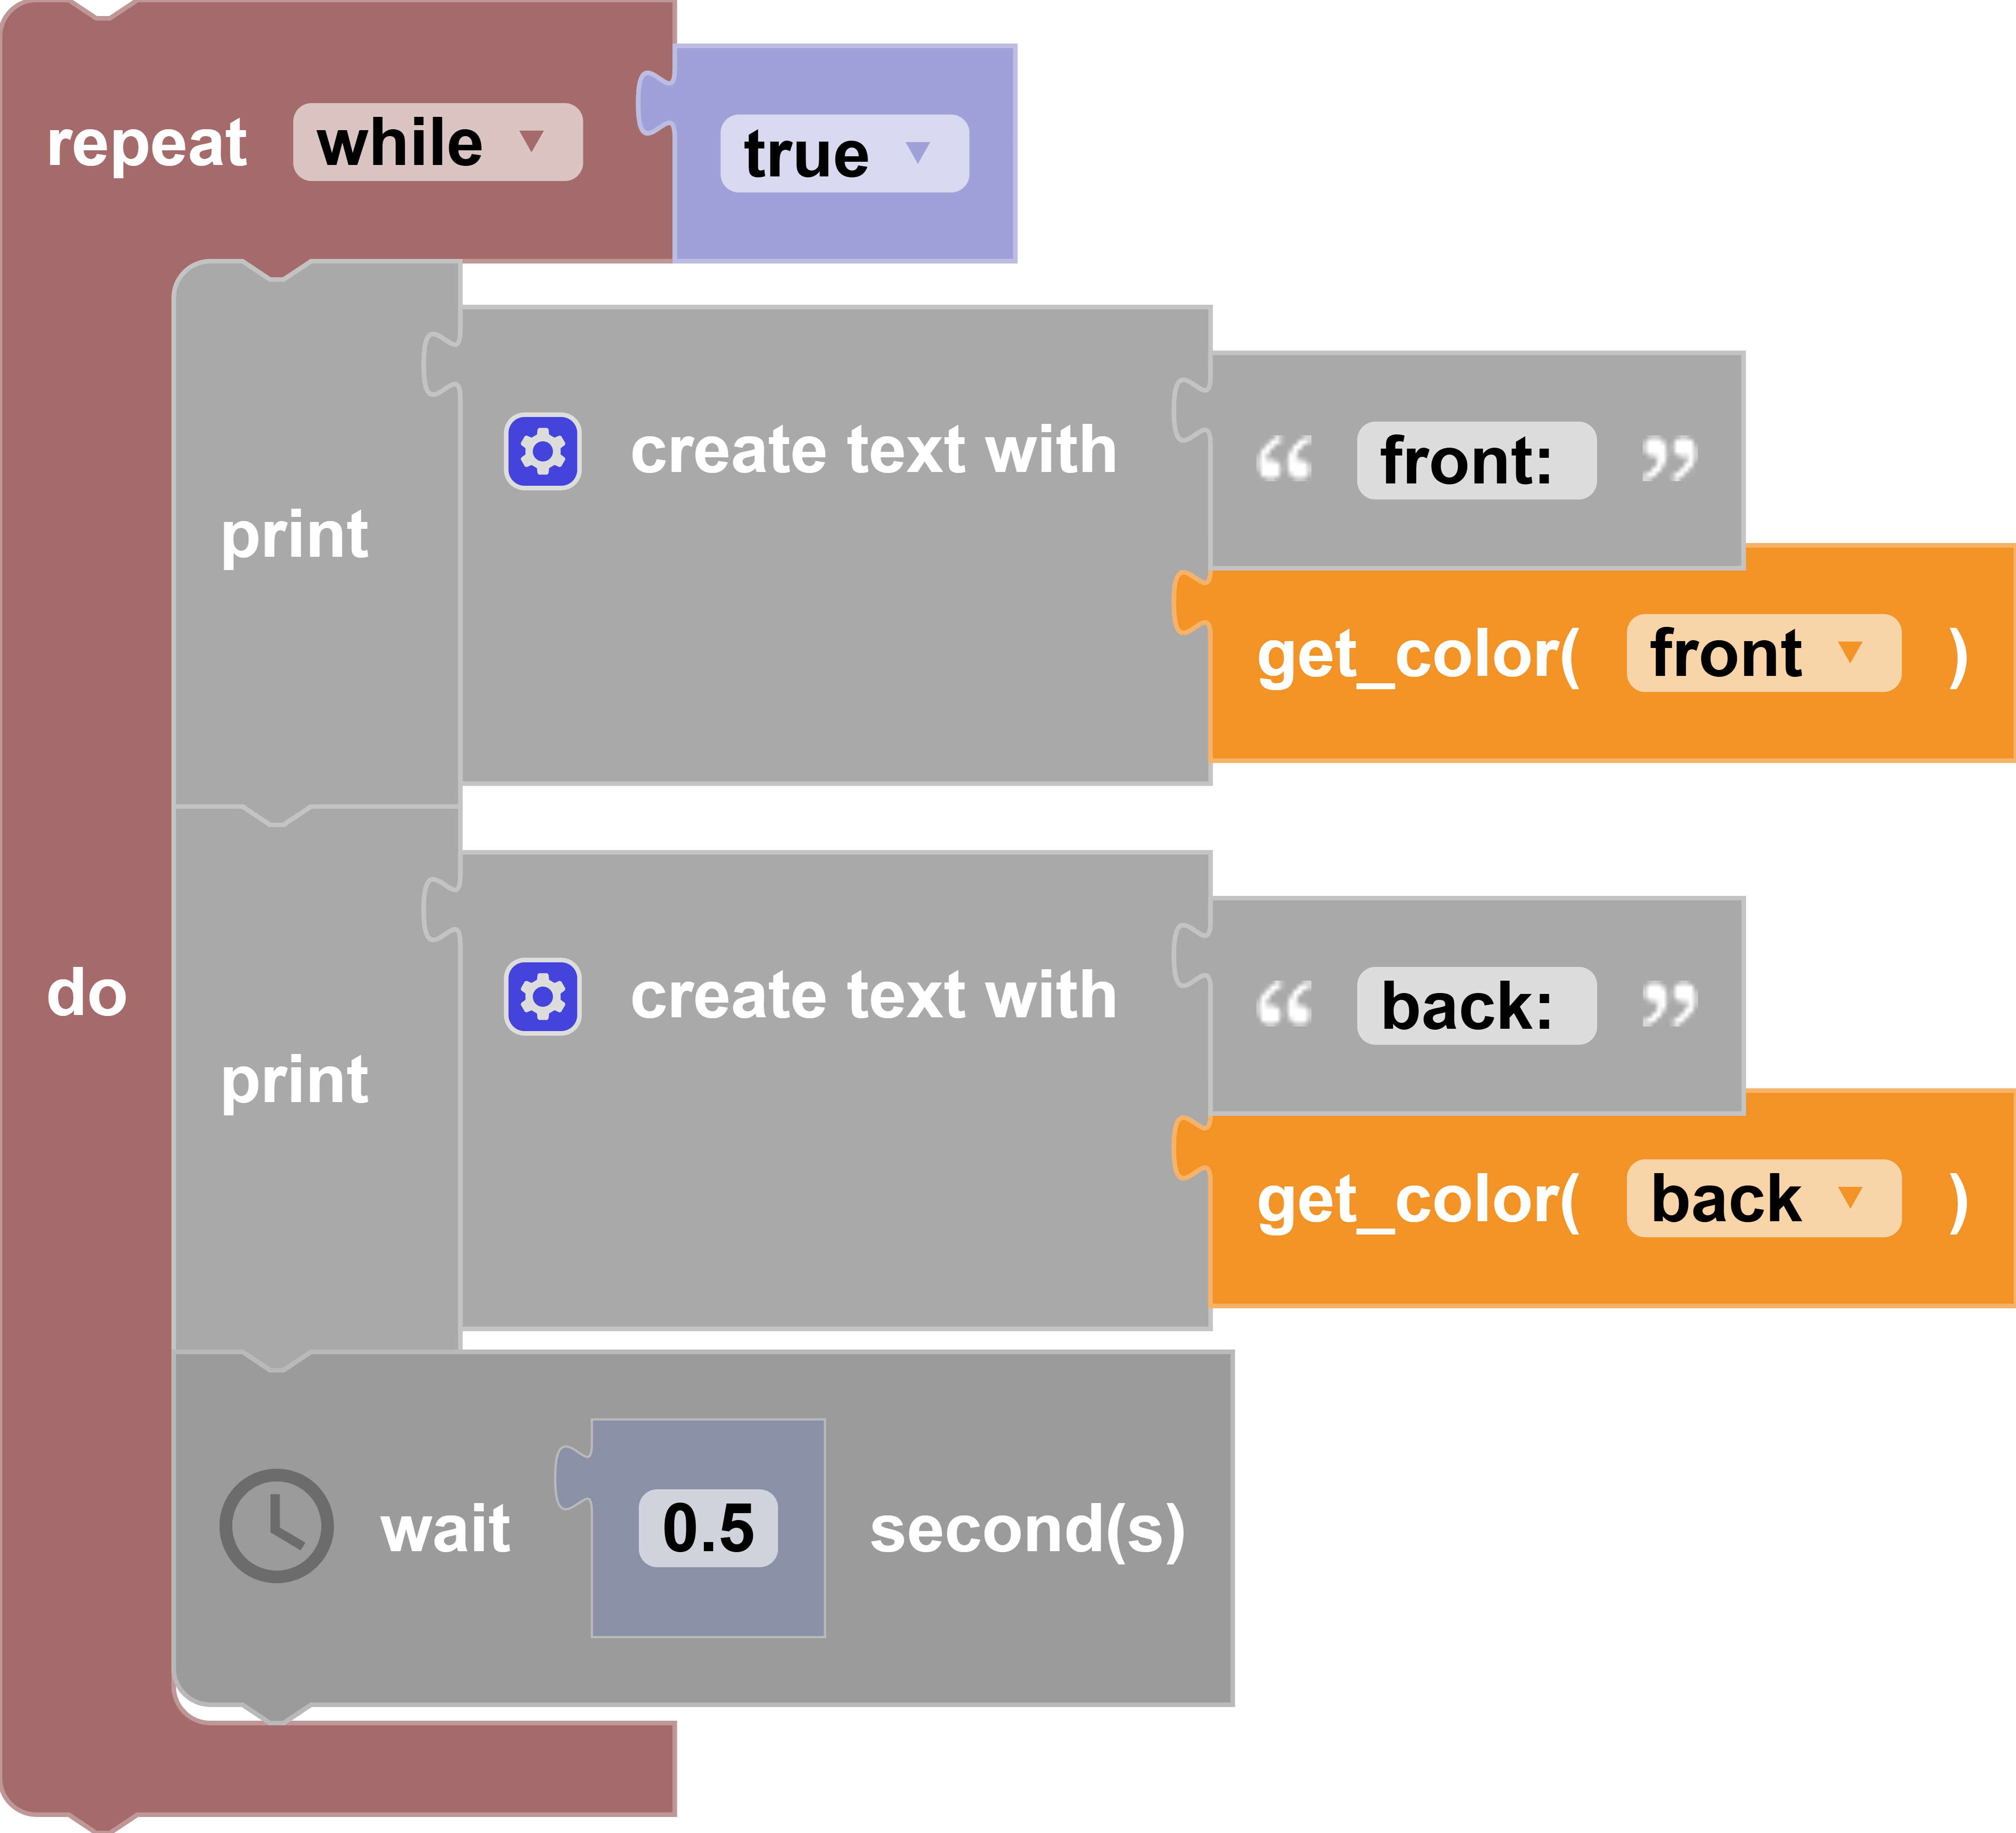 repeat while true
create text with “ front: ”
print
get_color( front )
create text with “ back: ”
do
print
get_color( back )
wait 0.5 second(s)